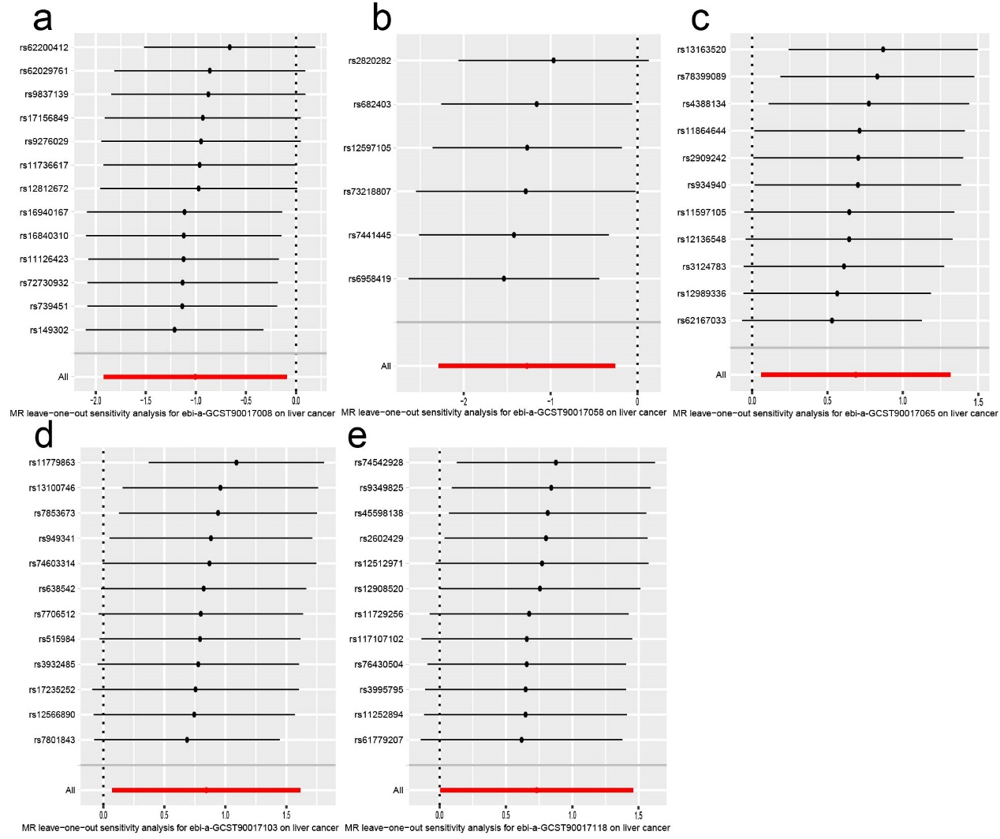 a
rs62200412
rs62029761
rs9837139
rs17156849
rs9276029
rs11736617
rs12812672
rs16940167
rs16840310
rs11126423
rs72730932
rs739451
rs149302
All
−2.0 −1.5 −1.0 −0.5 0.0
MR leave−one−out sensitivity analysis for ebi-a-GCST90017008 on liver cancer
b
rs2820282
rs682403
rs12597105
rs73218807
rs7441445
rs6958419
All
−2 −1 0
MR leave−one−out sensitivity analysis for ebi-a-GCST90017058 on liver cancer
c
rs13163520
rs78399089
rs4388134
rs11864644
rs2909242
rs934940
rs11597105
rs12136548
rs3124783
rs12989336
rs62167033
All
0.0 0.5 1.0 1.5
MR leave−one−out sensitivity analysis for ebi-a-GCST90017065 on liver cancer
d
rs11779863
rs13100746
rs7853673
rs949341
rs74603314
rs638542
rs7706512
rs515984
rs3932485
rs17235252
rs12566890
rs7801843
All
0.0 0.5 1.0 1.5
MR leave−one−out sensitivity analysis for ebi-a-GCST90017103 on liver cancer
e
rs74542928
rs9349825
rs45598138
rs2602429
rs12512971
rs12908520
rs11729256
rs117107102
rs76430504
rs3995795
rs11252894
rs61779207
All
0.0 0.5 1.0 1.5
MR leave−one−out sensitivity analysis for ebi-a-GCST90017118 on liver cancer